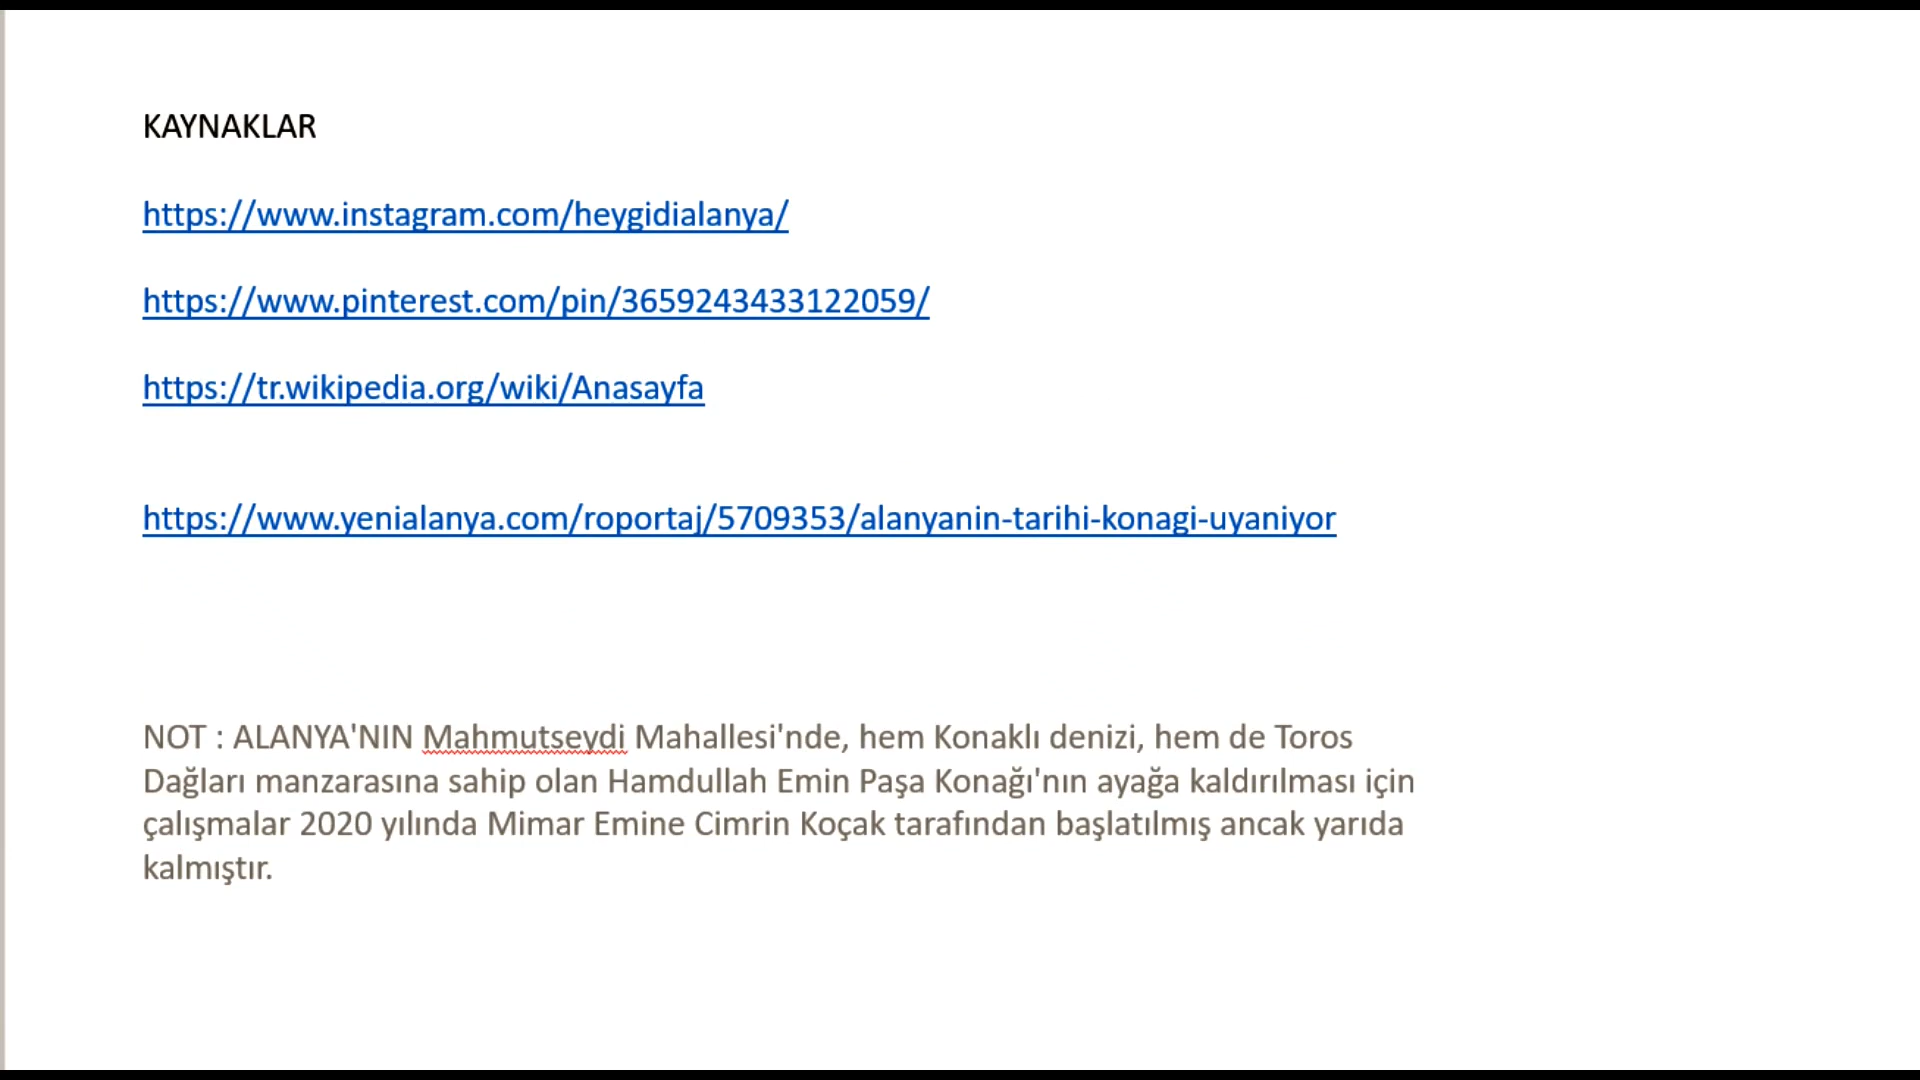 KAYNAKLAR
https://www.instagram.com/heygidialanya/
https://www.pinterest.com/pin/3659243433122059/
https://tr.wikipedia.org/wiki/Anasayfa
https://www.yenialanya.com/roportaj/5709353/alanyanin-tarihi-konagi-uyaniyor
NOT : ALANYA'NIN Mahmutseydi Mahallesi'nde, hem Konaklı denizi, hem de Toros
Dağları manzarasına sahip olan Hamdullah Emin Paşa Konağı'nın ayağa kaldırılması için
çalışmalar 2020 yılında Mimar Emine Cimrin Koçak tarafından başlatılmış ancak yarıda
kalmıştır.